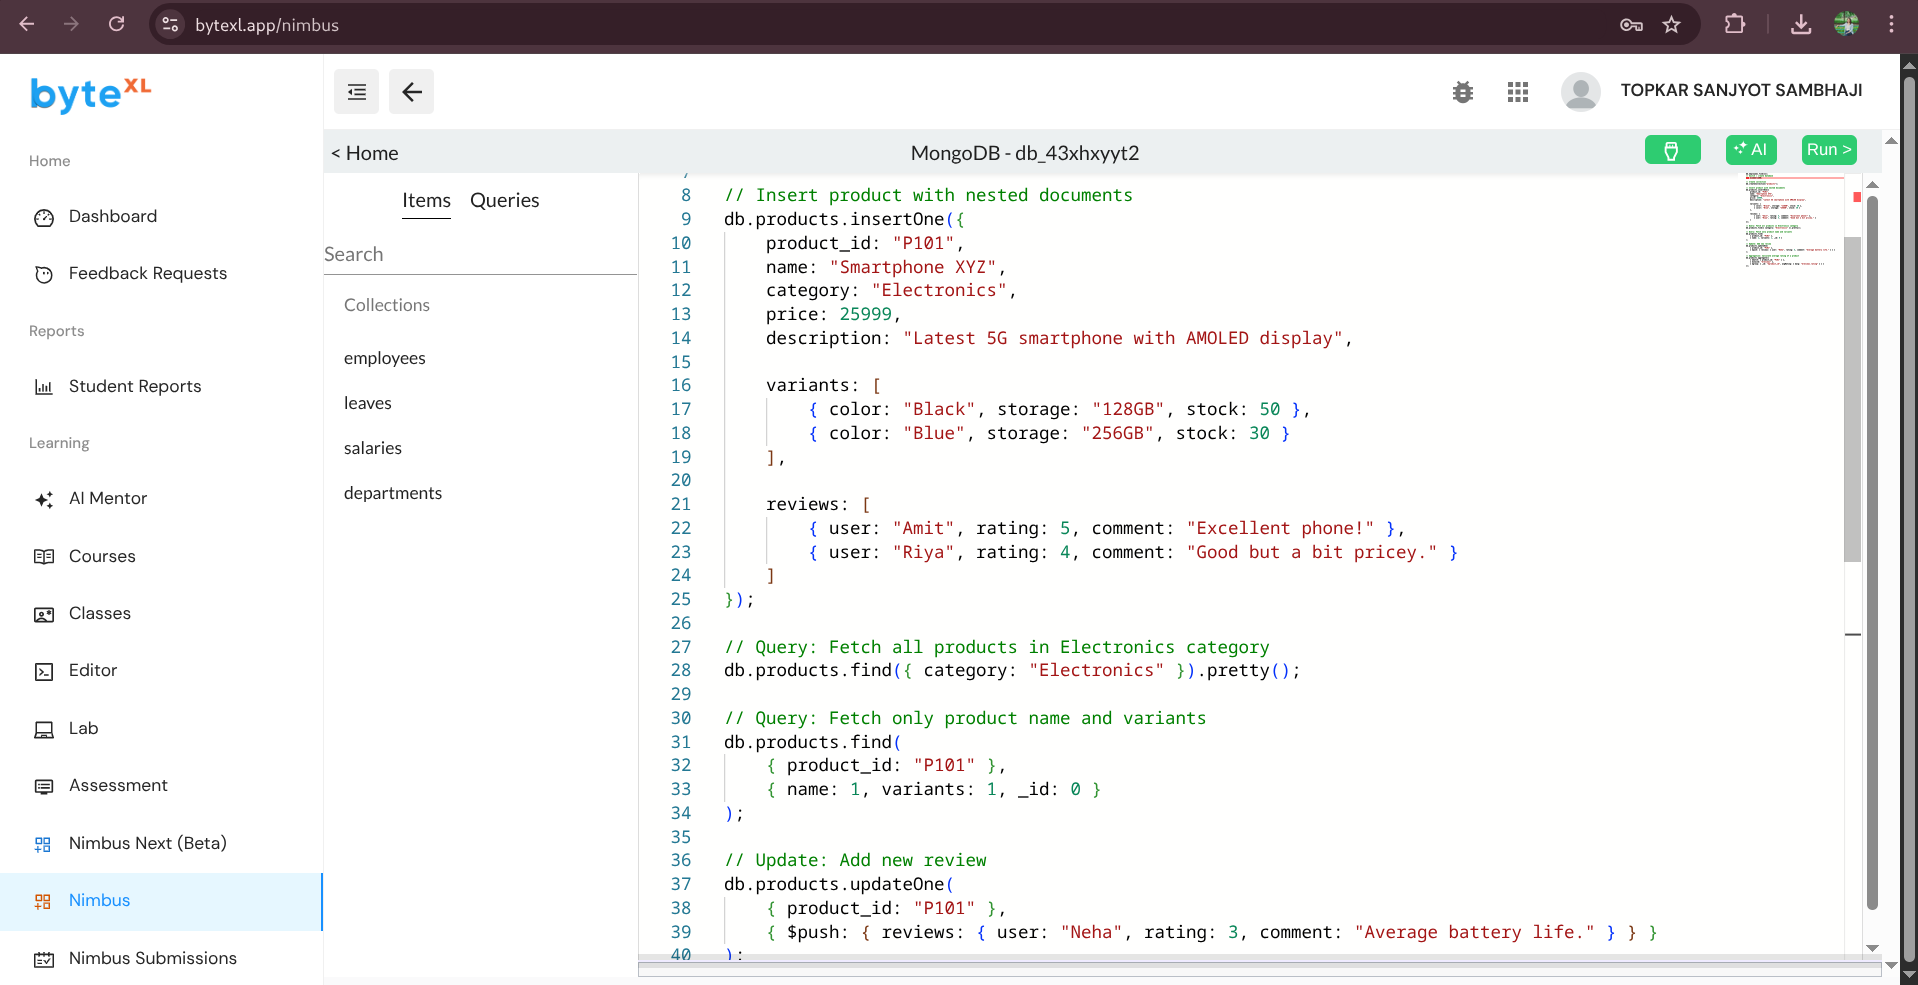 bytexl.app/nimbus
byteXL
TOPKAR SANJYOT SAMBHAJI
Home
Dashboard
Feedback Requests
Reports
Student Reports
Learning
AI Mentor
Courses
Classes
Editor
Lab
Assessment
Nimbus Next (Beta)
Nimbus
Nimbus Submissions
< Home
MongoDB - db_43xhxyyt2
AI
Run >
Items Queries
Search
Collections
employees
leaves
salaries
departments
7
8 // Insert product with nested documents
9 db.products.insertOne({
10 product_id: "P101",
11 name: "Smartphone XYZ",
12 category: "Electronics",
13 price: 25999,
14 description: "Latest 5G smartphone with AMOLED display",
15
16 variants: [
17 { color: "Black", storage: "128GB", stock: 50 },
18 { color: "Blue", storage: "256GB", stock: 30 }
19 ],
20
21 reviews: [
22 { user: "Amit", rating: 5, comment: "Excellent phone!" },
23 { user: "Riya", rating: 4, comment: "Good but a bit pricey." }
24 ]
25 });
26
27 // Query: Fetch all products in Electronics category
28 db.products.find({ category: "Electronics" }).pretty();
29
30 // Query: Fetch only product name and variants
31 db.products.find(
32 { product_id: "P101" },
33 { name: 1, variants: 1, _id: 0 }
34 );
35
36 // Update: Add new review
37 db.products.updateOne(
38 { product_id: "P101" },
39 { $push: { reviews: { user: "Neha", rating: 3, comment: "Average battery life." } } }
40 );